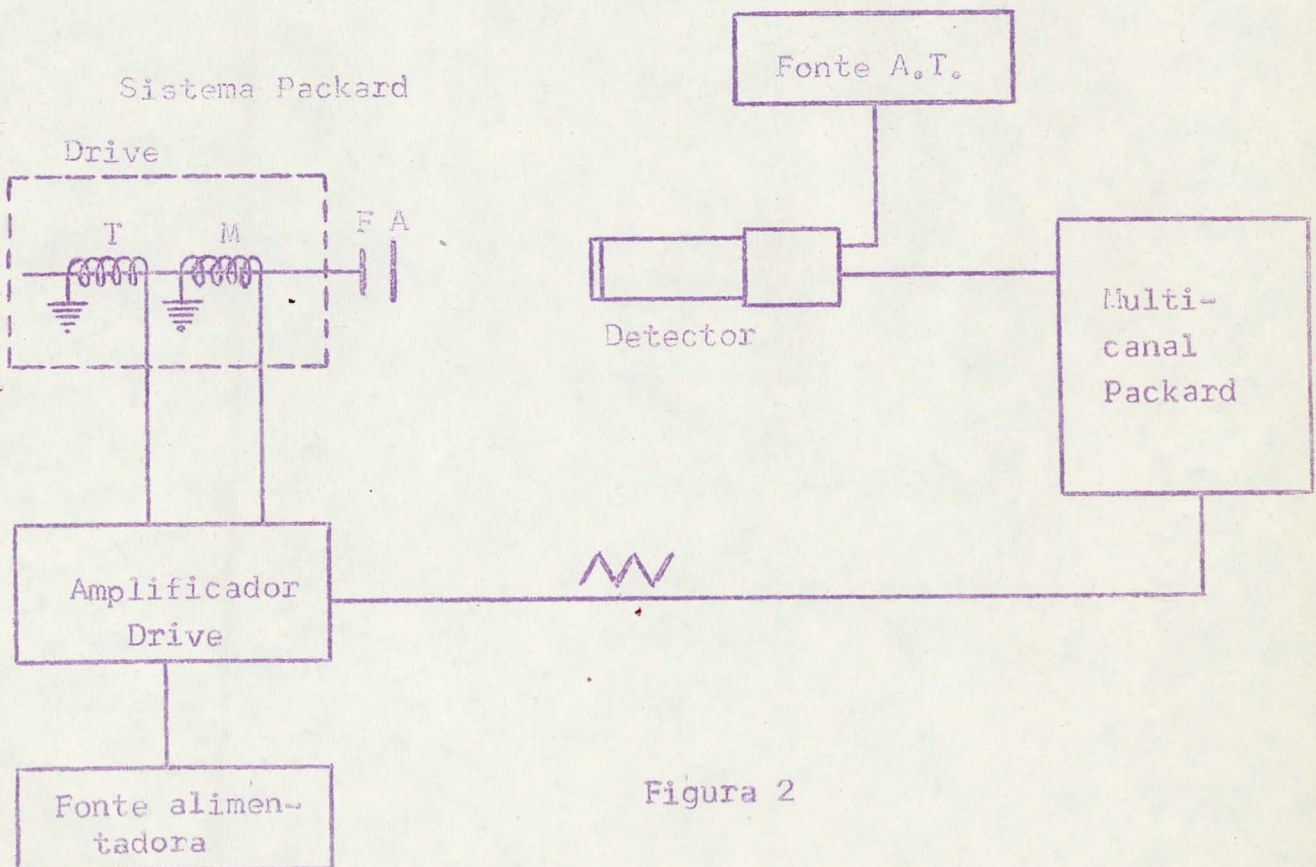 Sistema Packard
Fonte A.T.
Drive
T M F A
Detector
Multi-
canal
Packard
Amplificador
Drive
Fonte alimen-
tadora
Figura 2